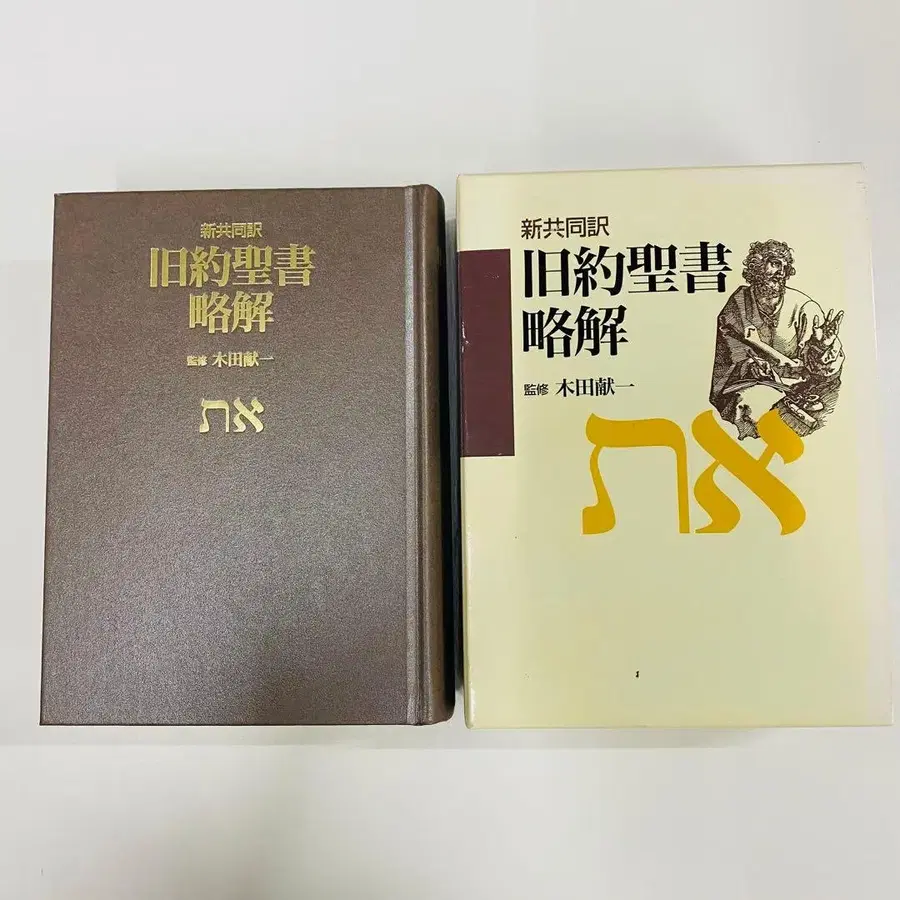 新共同訳
旧約聖書
略解
監修 木田献一
את
新共同訳
旧約聖書
略解
監修 木田献一
את